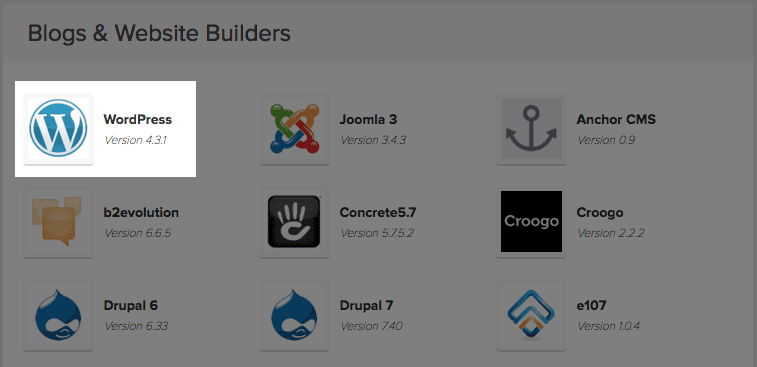 Blogs & Website Builders
WordPress
Version 4.3.1
Joomla 3
Version 3.4.3
Anchor CMS
Version 0.9
b2evolution
Version 6.6.5
Concrete5.7
Version 5.7.5.2
Croogo
Croogo
Version 2.2.2
Drupal 6
Version 6.33
Drupal 7
Version 7.40
e107
Version 1.0.4